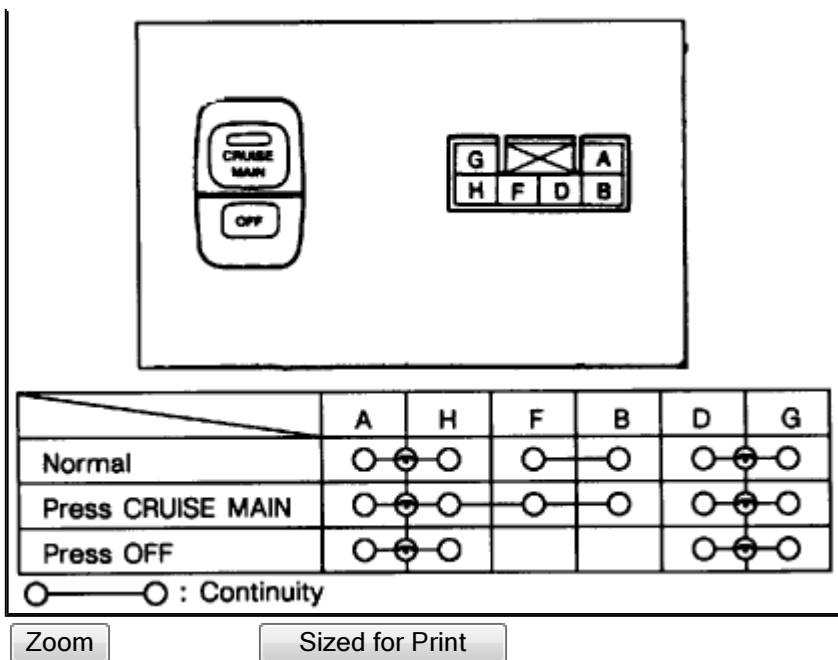 CRUISE
MAIN
OFF
G A
H F D B
A H F B D G
Normal
Press CRUISE MAIN
Press OFF
: Continuity
Zoom Sized for Print